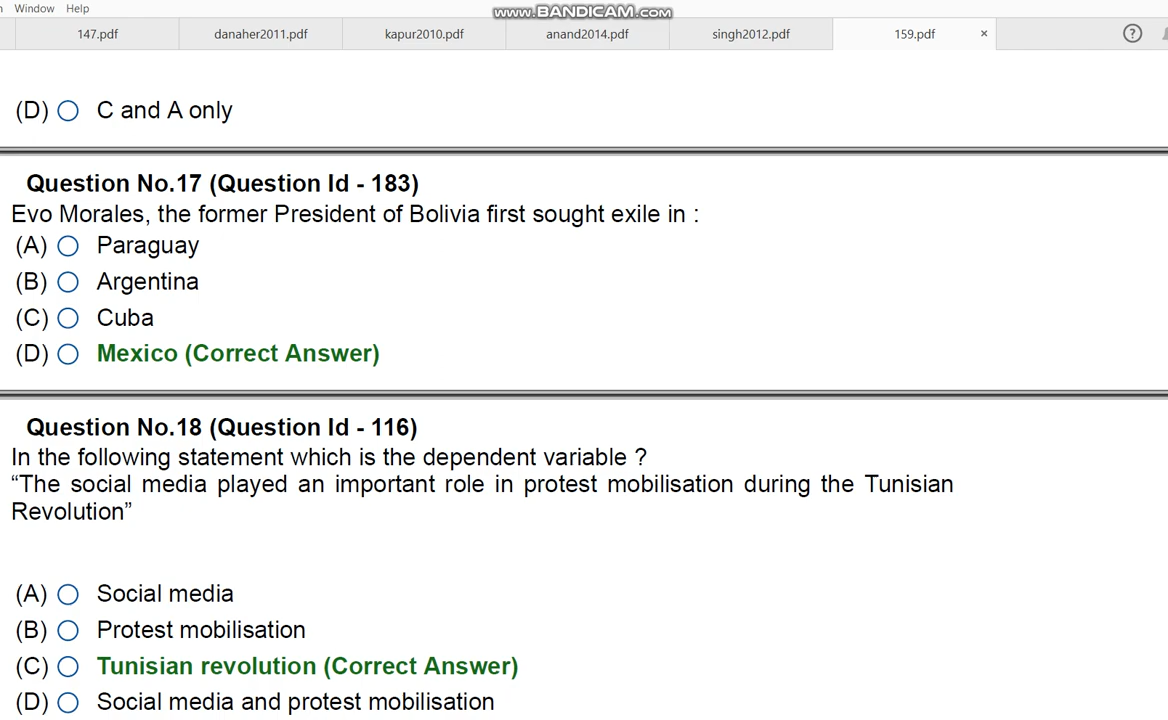 Window Help
www.BANDICAM.com
147.pdf danaher2011.pdf kapur2010.pdf anand2014.pdf singh2012.pdf 159.pdf × ?
(D) C and A only
Question No.17 (Question Id - 183)
Evo Morales, the former President of Bolivia first sought exile in :
(A) Paraguay
(B) Argentina
(C) Cuba
(D) Mexico (Correct Answer)
Question No.18 (Question Id - 116)
In the following statement which is the dependent variable ?
“The social media played an important role in protest mobilisation during the Tunisian
Revolution”
(A) Social media
(B) Protest mobilisation
(C) Tunisian revolution (Correct Answer)
(D) Social media and protest mobilisation